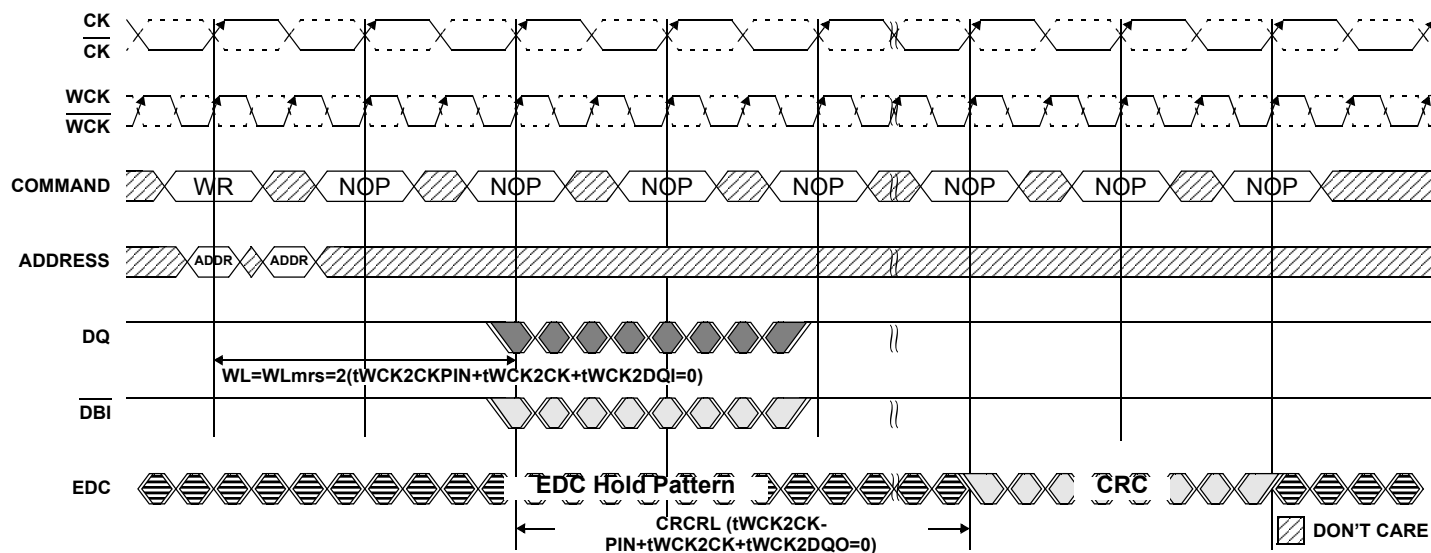 CK
CK
WCK
WCK
COMMAND WR NOP NOP NOP NOP NOP NOP NOP
ADDRESS ADDR ADDR
DQ
WL=WLmrs=2(tWCK2CKPIN+tWCK2CK+tWCK2DQI=0)
DBI
EDC EDC Hold Pattern CRC
CRCRL (tWCK2CK-
PIN+tWCK2CK+tWCK2DQO=0)
DON'T CARE